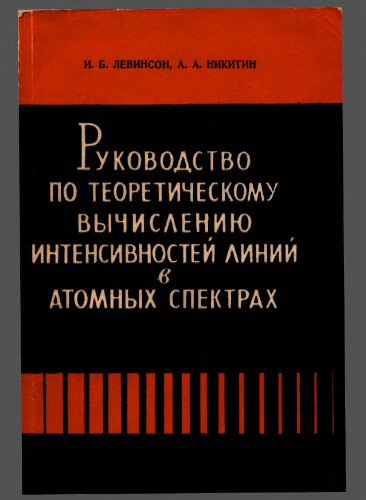 И. Б. ЛЕВИНСОН, А. А. НИКИТИН
РУКОВОДСТВО
ПО ТЕОРЕТИЧЕСКОМУ
ВЫЧИСЛЕНИЮ
ИНТЕНСИВНОСТЕЙ ЛИНИЙ
в
АТОМНЫХ СПЕКТРАХ